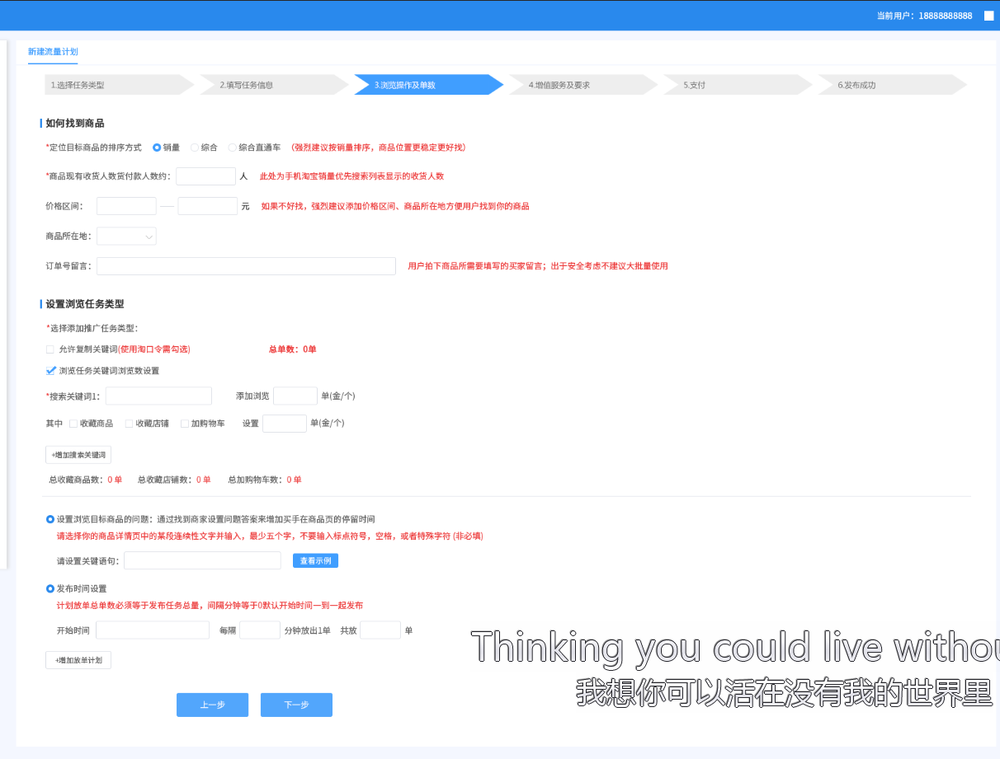 当前用户：18888888888
新建流量计划
1.选择任务类型 2.填写任务信息 3.浏览操作及单数 4.增值服务及要求 5.支付 6.发布成功
如何找到商品
*定位目标商品的排序方式 销量 综合 综合直通车 （强烈建议按销量排序，商品位置更稳定更好找）
*商品现有收货人数货付款人数约： 人 此处为手机淘宝销量优先搜索列表显示的收货人数
价格区间： 元 如果不好找，强烈建议添加价格区间、商品所在地方便用户找到你的商品
商品所在地：
订单号留言： 用户拍下商品所需要填写的买家留言；出于安全考虑不建议大批量使用
设置浏览任务类型
*选择添加推广任务类型：
允许复制关键词(使用淘口令需勾选) 总单数：0单
浏览任务关键词浏览数设置
*搜索关键词1： 添加浏览 单(金/个)
其中 收藏商品 收藏店铺 加购物车 设置 单(金/个)
+增加搜索关键词
总收藏商品数：0 单 总收藏店铺数：0 单 总加购物车数：0 单
设置浏览目标商品的问题：通过找到商家设置问题答案来增加买手在商品页的停留时间
请选择你的商品详情页中的某段连续性文字并输入，最少五个字，不要输入标点符号，空格，或者特殊字符 (非必填)
请设置关键语句： 查看示例
发布时间设置
计划放单总单数必须等于发布任务总量，间隔分钟等于0默认开始时间一到一起发布
开始时间 每隔 分钟放出1单 共放 单
Thinking you could live withou
+增加放单计划
我想你可以活在没有我的世界里
上一步 下一步